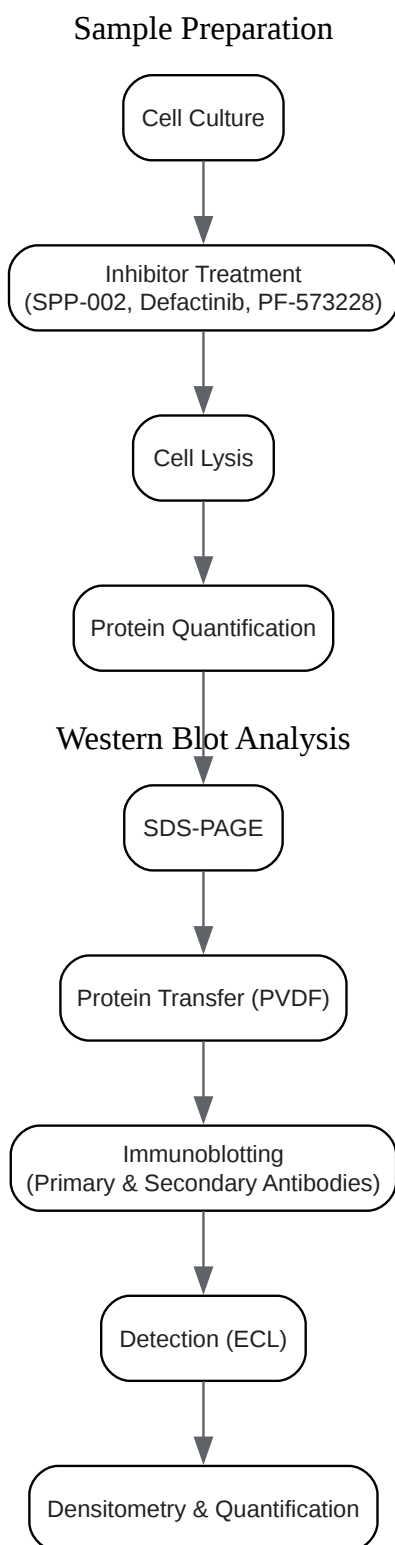 Sample Preparation
Cell Culture
Inhibitor Treatment
(SPP-002, Defactinib, PF-573228)
Cell Lysis
Protein Quantification
Western Blot Analysis
SDS-PAGE
Protein Transfer (PVDF)
Immunoblotting
(Primary & Secondary Antibodies)
Detection (ECL)
Densitometry & Quantification